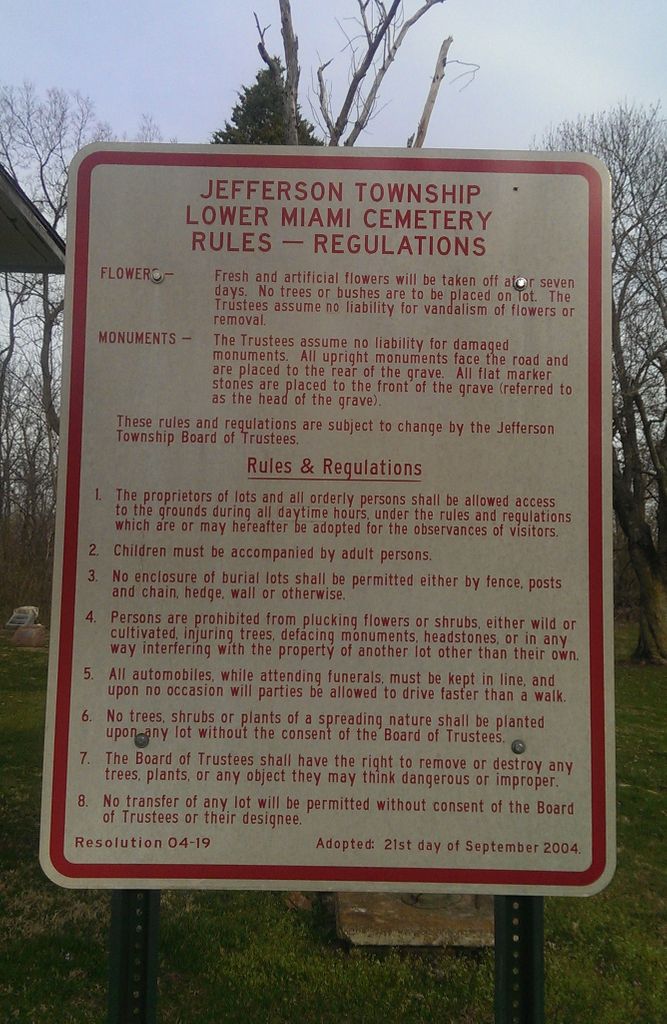 JEFFERSON TOWNSHIP
LOWER MIAMI CEMETERY
RULES — REGULATIONS
FLOWERS — Fresh and artificial flowers will be taken off after seven
days. No trees or bushes are to be placed on lot. The
Trustees assume no liability for vandalism of flowers or
removal.
MONUMENTS — The Trustees assume no liability for damaged
monuments. All upright monuments face the road and
are placed to the rear of the grave. All flat marker
stones are placed to the front of the grave (referred to
as the head of the grave).
These rules and regulations are subject to change by the Jefferson
Township Board of Trustees.
Rules & Regulations
1. The proprietors of lots and all orderly persons shall be allowed access
to the grounds during all daytime hours, under the rules and regulations
which are or may hereafter be adopted for the observances of visitors.
2. Children must be accompanied by adult persons.
3. No enclosure of burial lots shall be permitted either by fence, posts
and chain, hedge, wall or otherwise.
4. Persons are prohibited from plucking flowers or shrubs, either wild or
cultivated, injuring trees, defacing monuments, headstones, or in any
way interfering with the property of another lot other than their own.
5. All automobiles, while attending funerals, must be kept in line, and
upon no occasion will parties be allowed to drive faster than a walk.
6. No trees, shrubs or plants of a spreading nature shall be planted
upon any lot without the consent of the Board of Trustees.
7. The Board of Trustees shall have the right to remove or destroy any
trees, plants, or any object they may think dangerous or improper.
8. No transfer of any lot will be permitted without consent of the Board
of Trustees or their designee.
Resolution 04-19 Adopted: 21st day of September 2004.